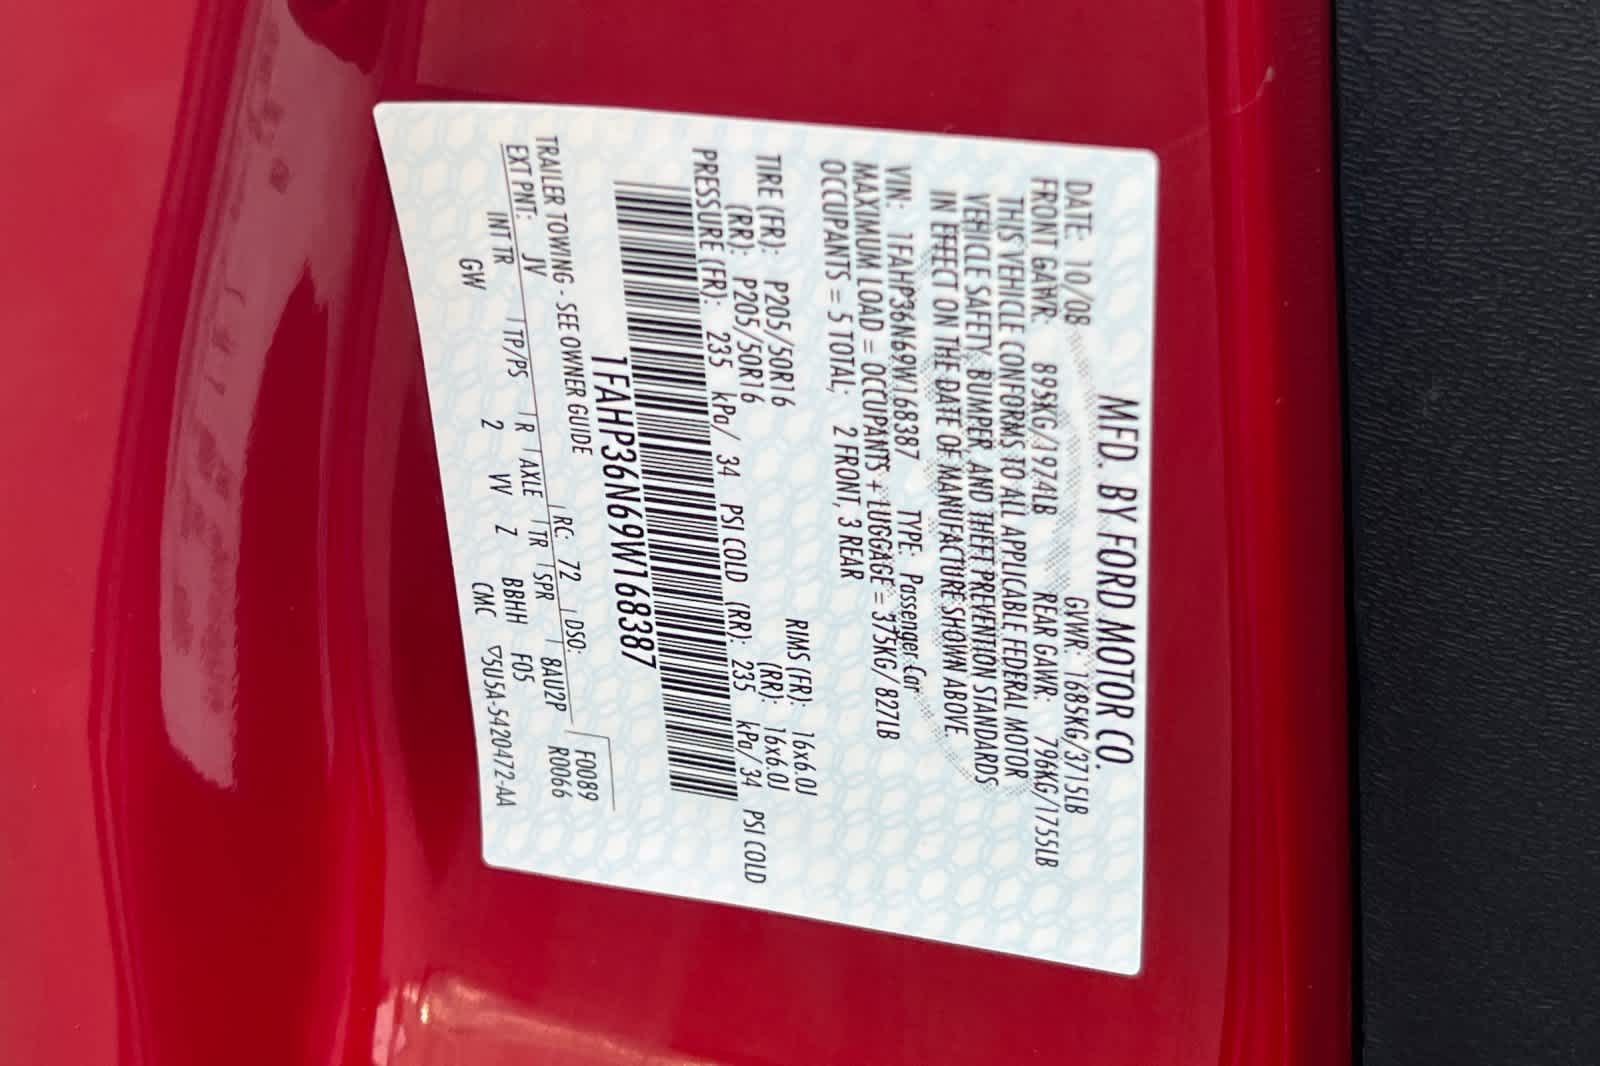 MFD. BY FORD MOTOR CO.
DATE: 10/08 GVWR: 1685KG/3715LB
FRONT GAWR: 895KG/1974LB REAR GAWR: 796KG/1755LB
THIS VEHICLE CONFORMS TO ALL APPLICABLE FEDERAL MOTOR
VEHICLE SAFETY, BUMPER, AND THEFT PREVENTION STANDARDS
IN EFFECT ON THE DATE OF MANUFACTURE SHOWN ABOVE.
VIN: 1FAHP36N69W168387 TYPE: Passenger Car
MAXIMUM LOAD = OCCUPANTS + LUGGAGE = 375KG/ 827LB
OCCUPANTS = 5 TOTAL; 2 FRONT, 3 REAR
TIRE (FR): P205/50R16 RIMS (FR): 16x6.0J
(RR): P205/50R16 (RR): 16x6.0J
PRESSURE (FR): 235 kPa/ 34 PSI COLD (RR): 235 kPa/34 PSI COLD
1FAHP36N69W168387
F0089
R0066
TRAILER TOWING - SEE OWNER GUIDE RC: 72 DSO:
EXT PNT: JV 8AU2P
INT TR TP/PS R AXLE TR SPR
GW 2 VV Z BBHH F05
CMC ▽5U5A-5420472-AA